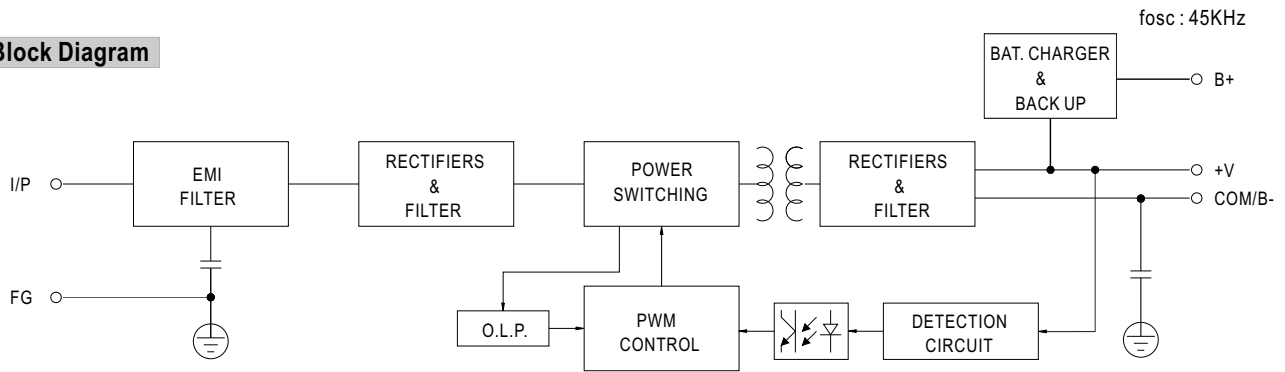 fosc : 45KHz
Block Diagram
BAT. CHARGER
&
BACK UP
B+
I/P
EMI
FILTER
RECTIFIERS
&
FILTER
POWER
SWITCHING
RECTIFIERS
&
FILTER
+V
COM/B-
FG
O.L.P.
PWM
CONTROL
DETECTION
CIRCUIT